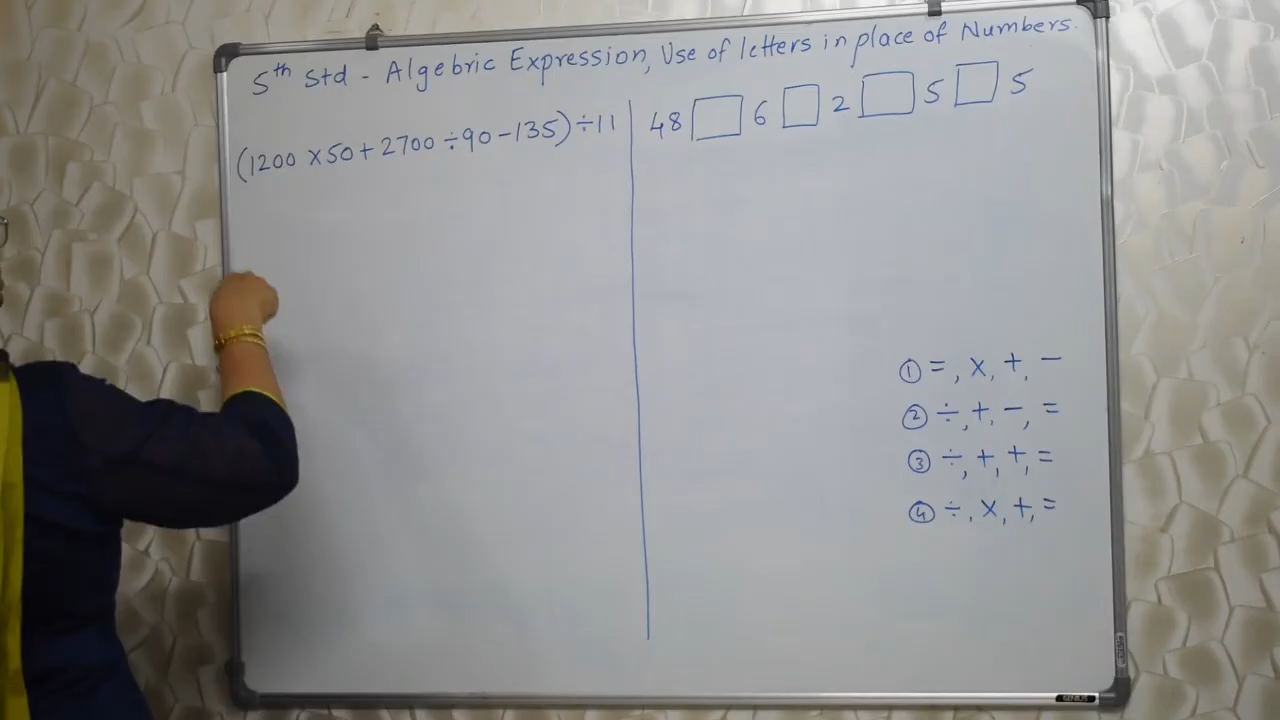 5th Std - Algebric Expression, Use of letters in place of Numbers.
(1200 ×50+ 2700 ÷90 -135) ÷11
48 □ 6 □ 2 □ 5 □ 5
① =, ×, +, -
② ÷, +, -, =
③ ÷, +, +, =
④ ÷, ×, +, =
GENIUS